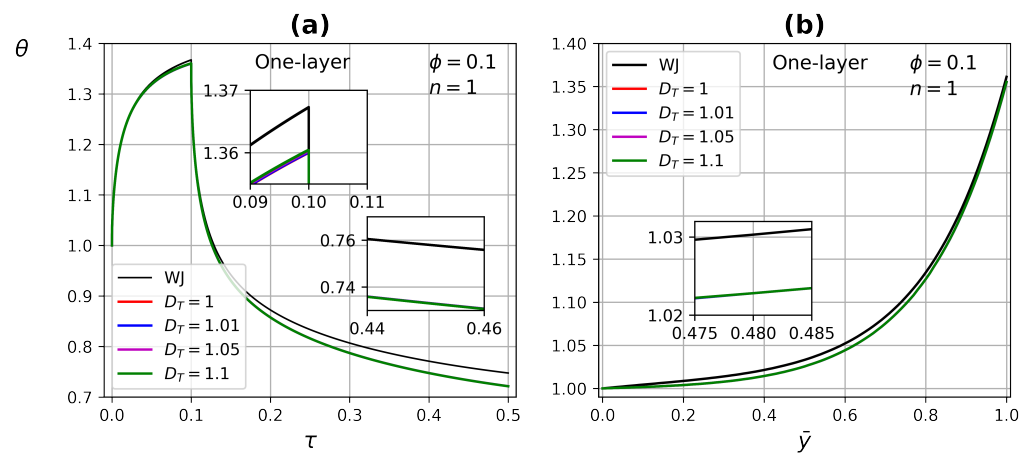 (a)
θ
1.4
1.3
1.2
1.1
1.0
0.9
0.8
0.7
One-layer
ϕ = 0.1
n = 1
1.37
1.36
0.09 0.10 0.11
0.76
0.74
0.44 0.46
WJ
D_T = 1
D_T = 1.01
D_T = 1.05
D_T = 1.1
0.0 0.1 0.2 0.3 0.4 0.5
τ
(b)
1.40
1.35
1.30
1.25
1.20
1.15
1.10
1.05
1.00
WJ
D_T = 1
D_T = 1.01
D_T = 1.05
D_T = 1.1
One-layer
ϕ = 0.1
n = 1
1.03
1.02
0.475 0.480 0.485
0.0 0.2 0.4 0.6 0.8 1.0
ȳ